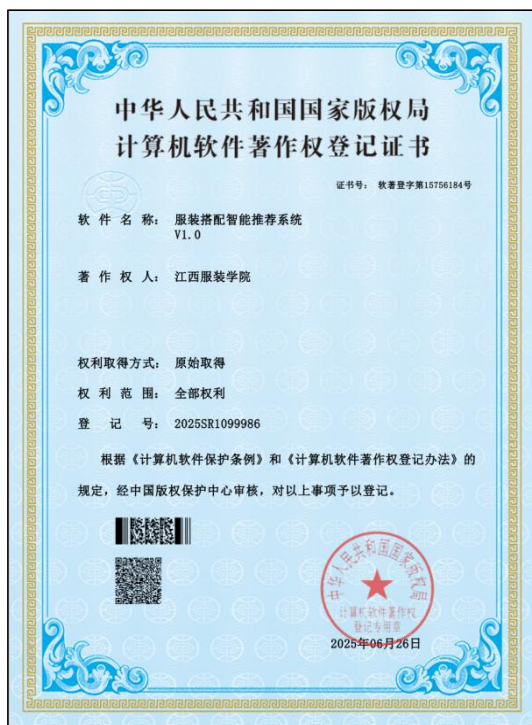 中华人民共和国国家版权局
计算机软件著作权登记证书
证书号: 软著登字第15756184号
软件名称: 服装搭配智能推荐系统
V1.0
著作权人: 江西服装学院
权利取得方式: 原始取得
权利范围: 全部权利
登记号: 2025SR1099986
根据《计算机软件保护条例》和《计算机软件著作权登记办法》的
规定,经中国版权保护中心审核,对以上事项予以登记。
中华人民共和国国家版权局
计算机软件著作权
登记专用章
2025年06月26日